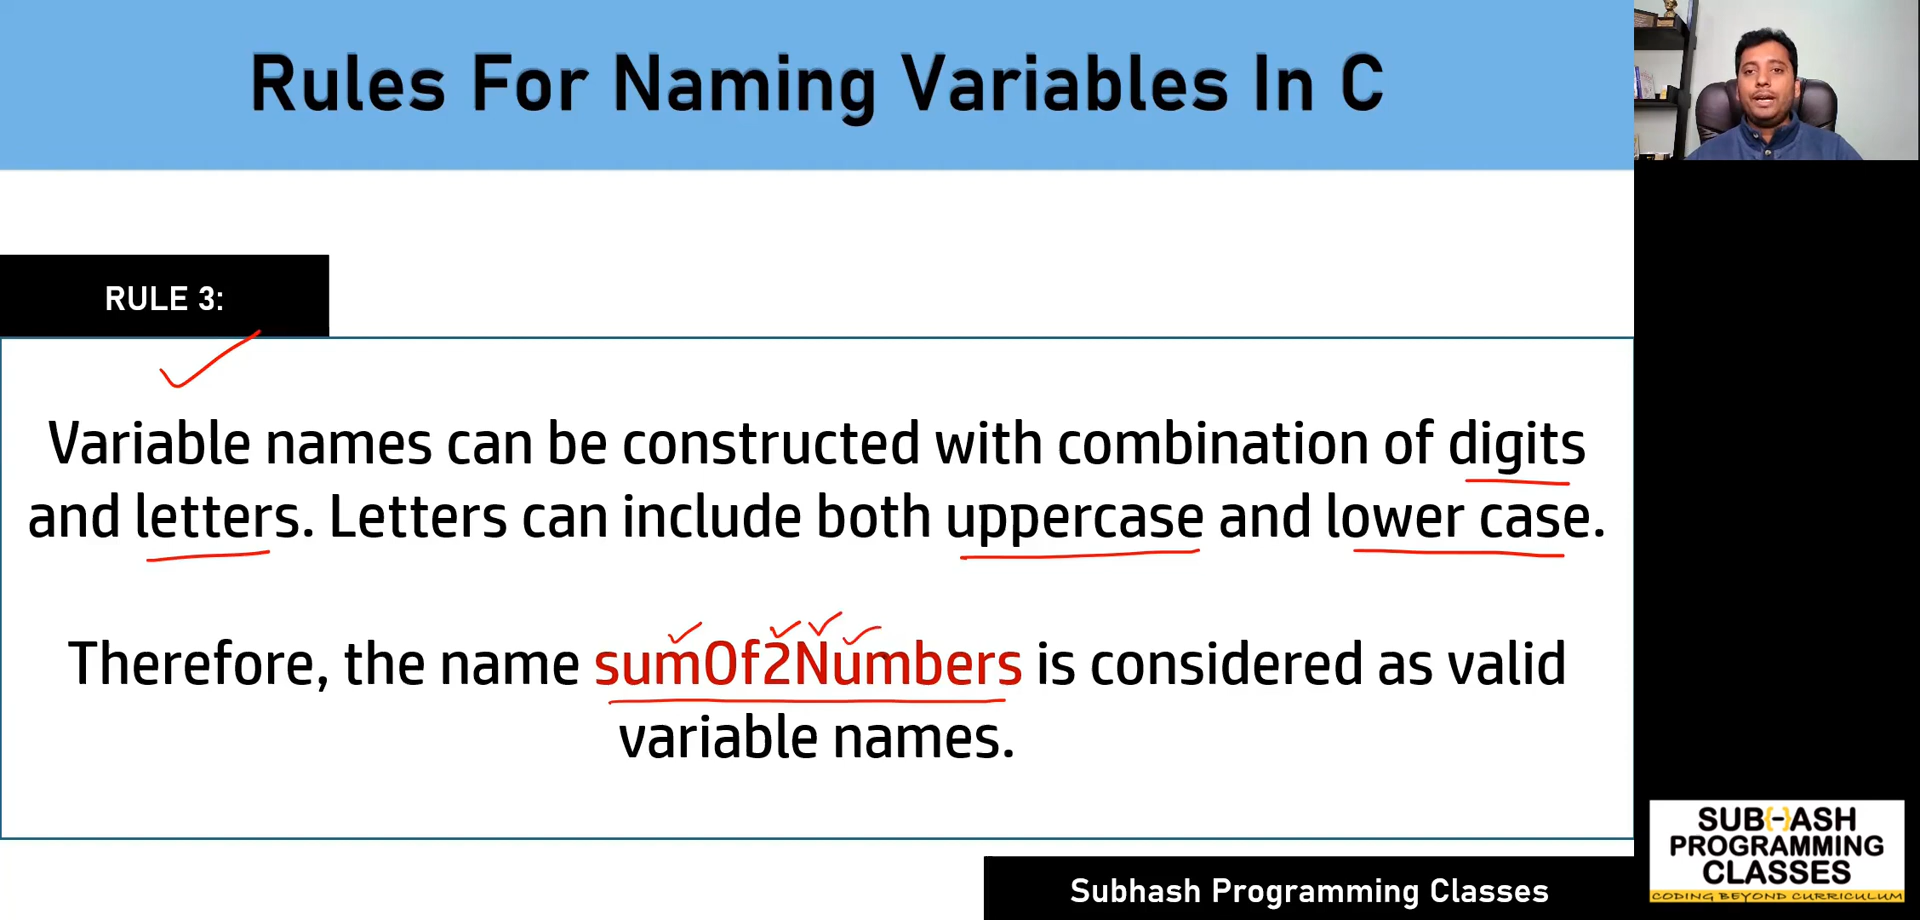 Rules For Naming Variables In C
RULE 3:
Variable names can be constructed with combination of digits
and letters. Letters can include both uppercase and lower case.
Therefore, the name sumOf2Numbers is considered as valid
variable names.
Subhash Programming Classes
SUB{-}ASH
PROGRAMMING
CLASSES
CODING BEYOND CURRICULUM